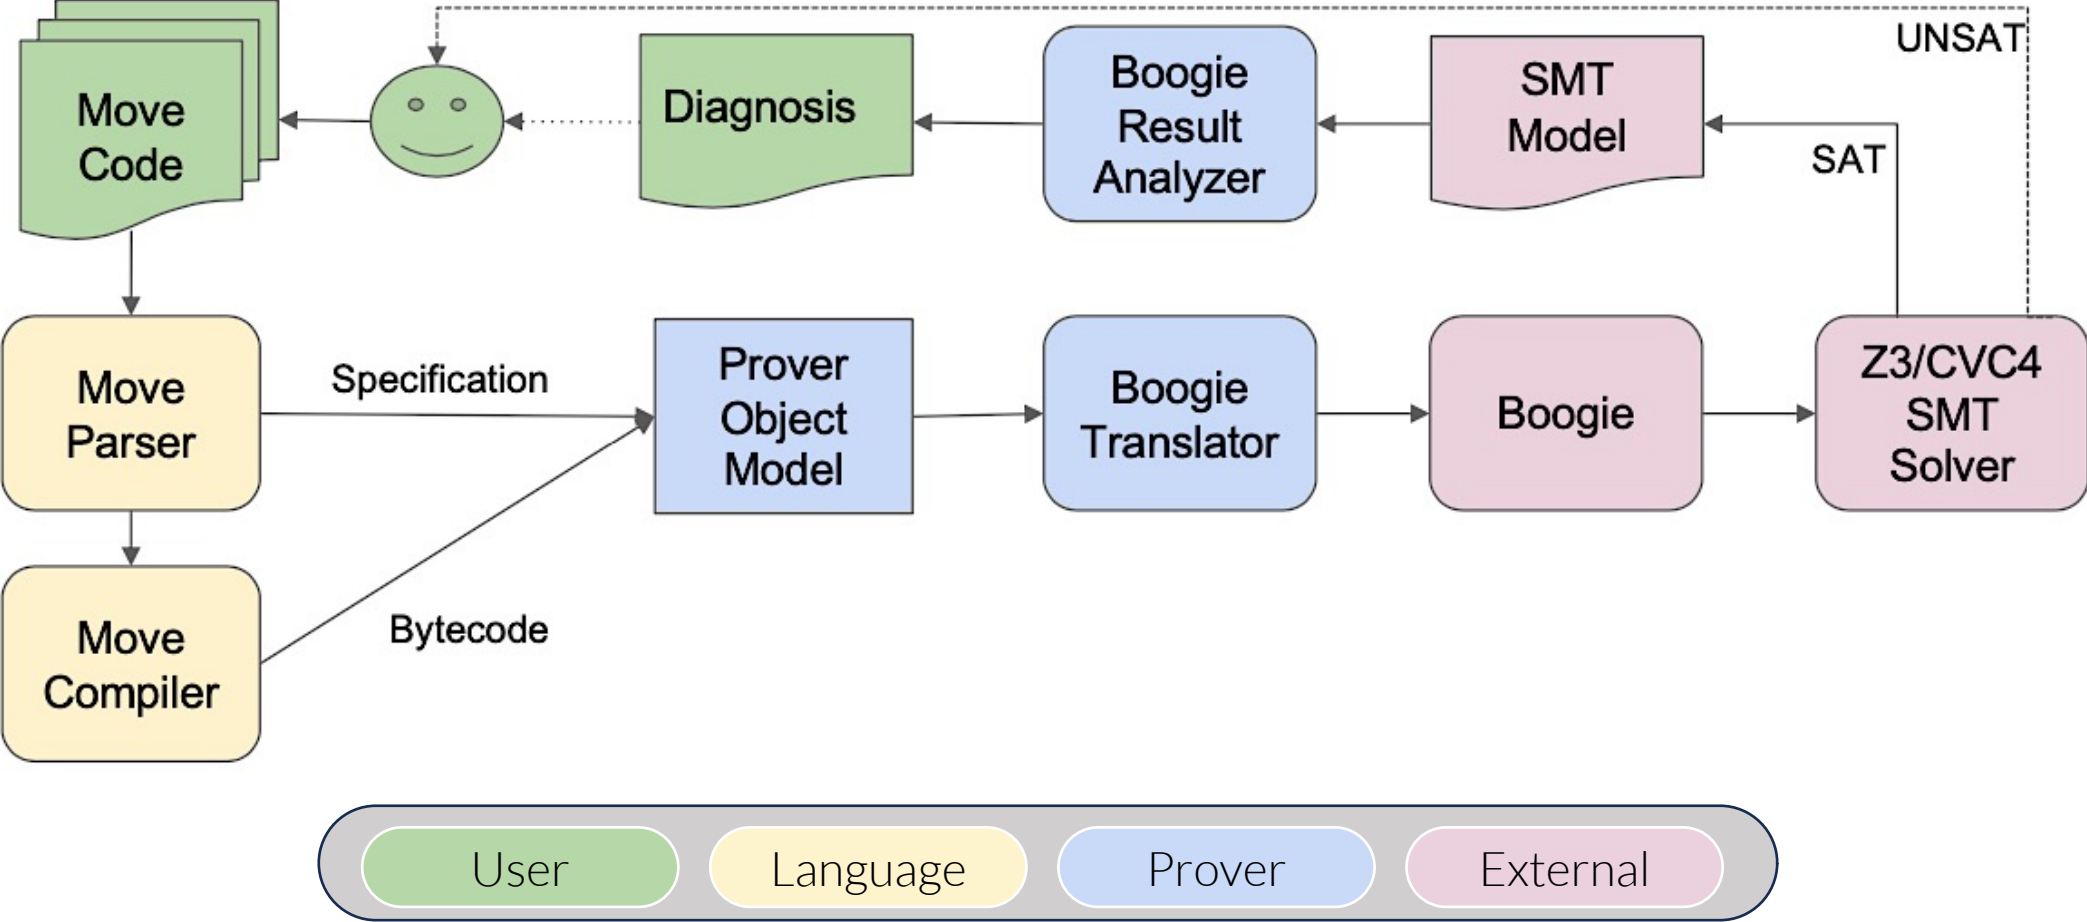 Move
Code
Diagnosis
Boogie
Result
Analyzer
SMT
Model
UNSAT
SAT
Move
Parser
Specification
Prover
Object
Model
Boogie
Translator
Boogie
Z3/CVC4
SMT
Solver
Move
Compiler
Bytecode
User
Language
Prover
External